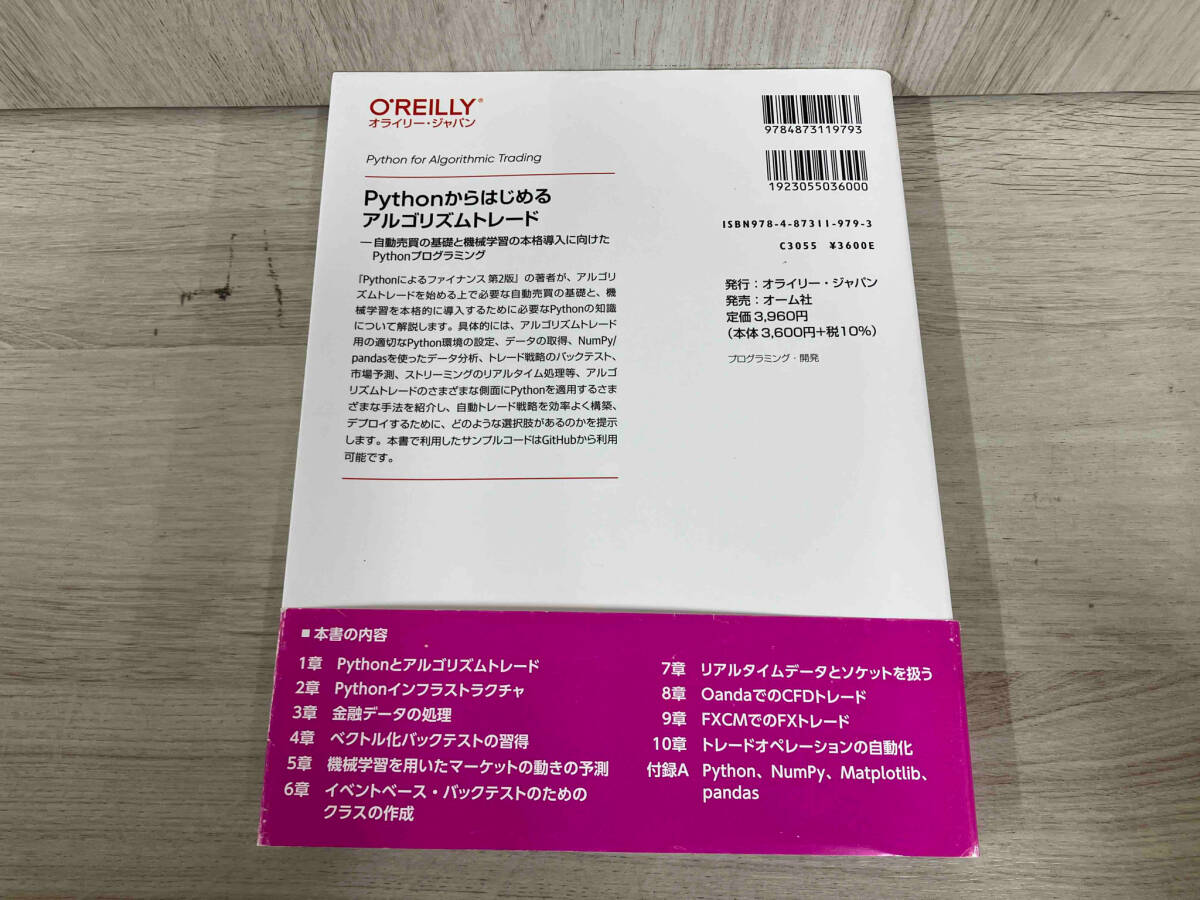 O'REILLY®
オライリー・ジャパン
Python for Algorithmic Trading
Pythonからはじめる
アルゴリズムトレード
―自動売買の基礎と機械学習の本格導入に向けた
Pythonプログラミング
『Pythonによるファイナンス 第2版』の著者が、アルゴリ
ズムトレードを始める上で必要な自動売買の基礎と、機
械学習を本格的に導入するために必要なPythonの知識
について解説します。具体的には、アルゴリズムトレード
用の適切なPython環境の設定、データの取得、NumPy/
pandasを使ったデータ分析、トレード戦略のバックテスト、
市場予測、ストリーミングのリアルタイム処理等、アルゴ
リズムトレードのさまざまな側面にPythonを適用するさま
ざまな手法を紹介し、自動トレード戦略を効率よく構築、
デプロイするために、どのような選択肢があるのかを提示
します。本書で利用したサンプルコードはGitHubから利用
可能です。
9784873119793
1923055036000
ISBN978-4-87311-979-3
C3055 ¥3600E
発行：オライリー・ジャパン
発売：オーム社
定価3,960円
（本体3,600円+税10%）
プログラミング・開発
■本書の内容
1章 Pythonとアルゴリズムトレード
2章 Pythonインフラストラクチャ
3章 金融データの処理
4章 ベクトル化バックテストの習得
5章 機械学習を用いたマーケットの動きの予測
6章 イベントベース・バックテストのための
クラスの作成
7章 リアルタイムデータとソケットを扱う
8章 OandaでのCFDトレード
9章 FXCMでのFXトレード
10章 トレードオペレーションの自動化
付録A Python、NumPy、Matplotlib、
pandas